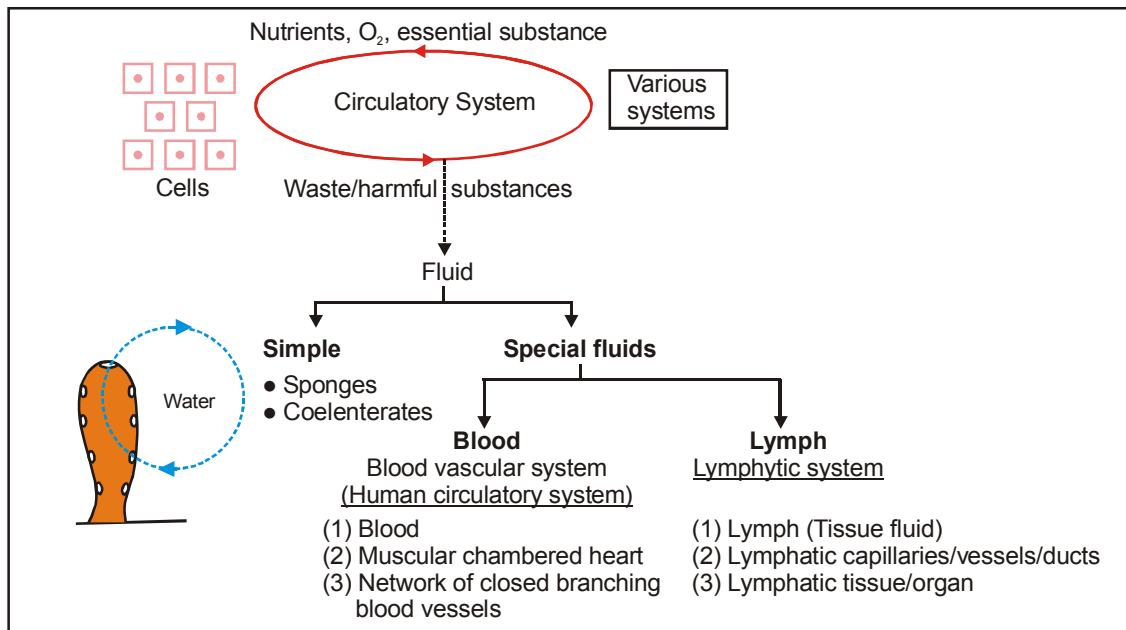 Nutrients, O₂, essential substance
Circulatory System
Various
systems
Cells
Waste/harmful substances
Fluid
Simple
● Sponges
● Coelenterates
Water
Special fluids
Blood
Blood vascular system
(Human circulatory system)
(1) Blood
(2) Muscular chambered heart
(3) Network of closed branching
blood vessels
Lymph
Lymphytic system
(1) Lymph (Tissue fluid)
(2) Lymphatic capillaries/vessels/ducts
(3) Lymphatic tissue/organ